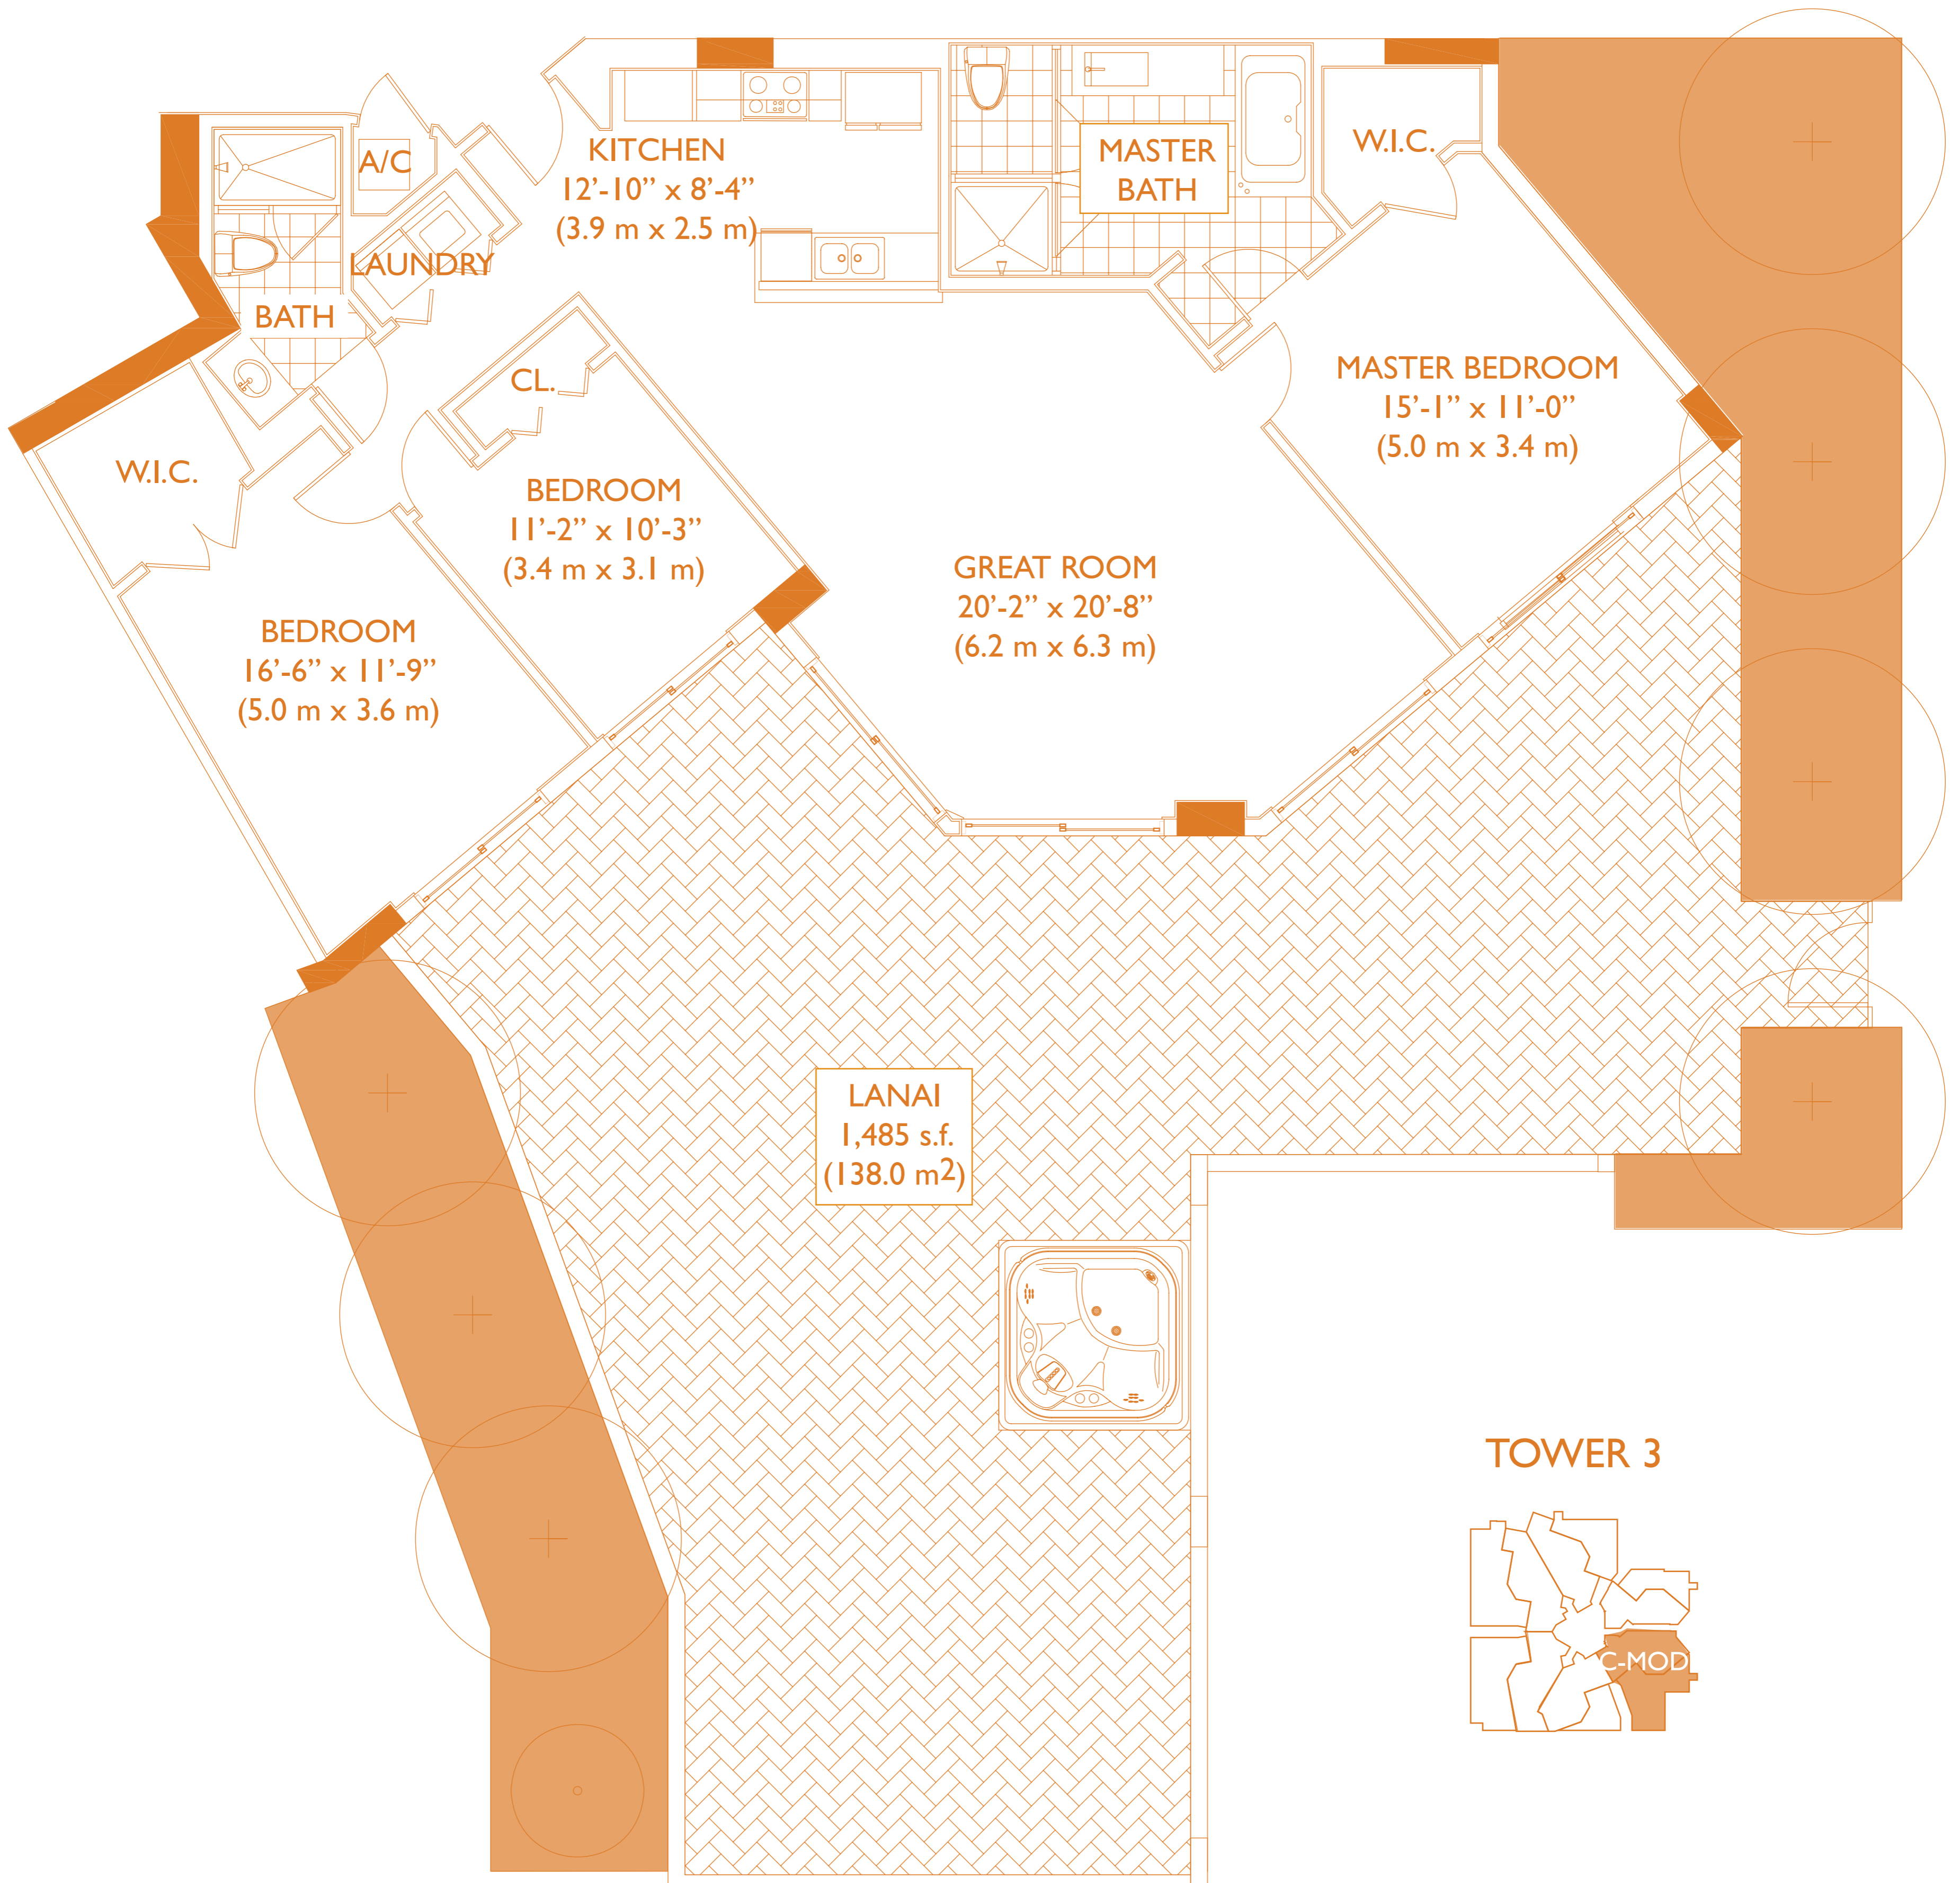 KITCHEN
12’-10” x 8’-4”
(3.9 m x 2.5 m)
MASTER
BATH
W.I.C.
A/C
LAUNDRY
BATH
CL.
W.I.C.
MASTER BEDROOM
15’-1” x 11’-0”
(5.0 m x 3.4 m)
BEDROOM
11’-2” x 10’-3”
(3.4 m x 3.1 m)
GREAT ROOM
20’-2” x 20’-8”
(6.2 m x 6.3 m)
BEDROOM
16’-6” x 11’-9”
(5.0 m x 3.6 m)
LANAI
1,485 s.f.
(138.0 m2)
TOWER 3
C-MOD